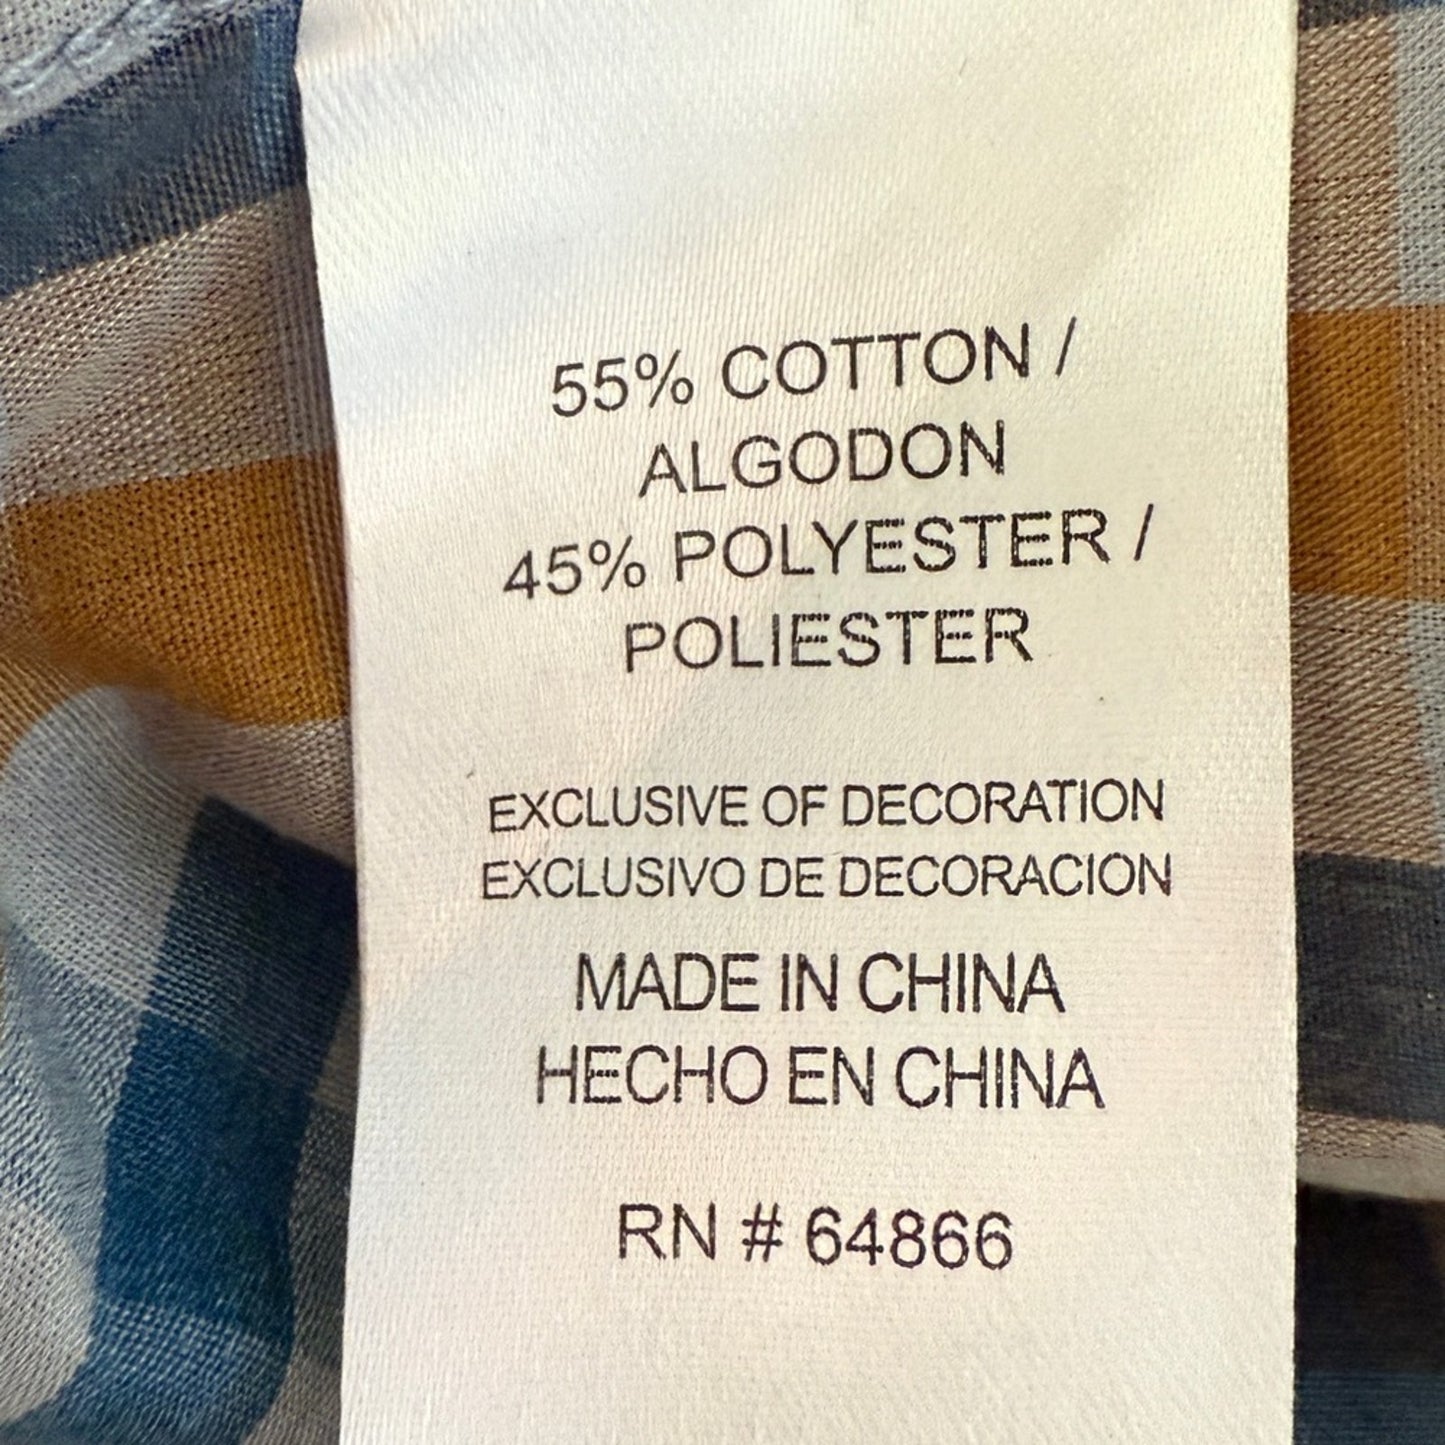 55% COTTON /
ALGODON
45% POLYESTER /
POLIESTER
EXCLUSIVE OF DECORATION
EXCLUSIVO DE DECORACION
MADE IN CHINA
HECHO EN CHINA
RN # 64866